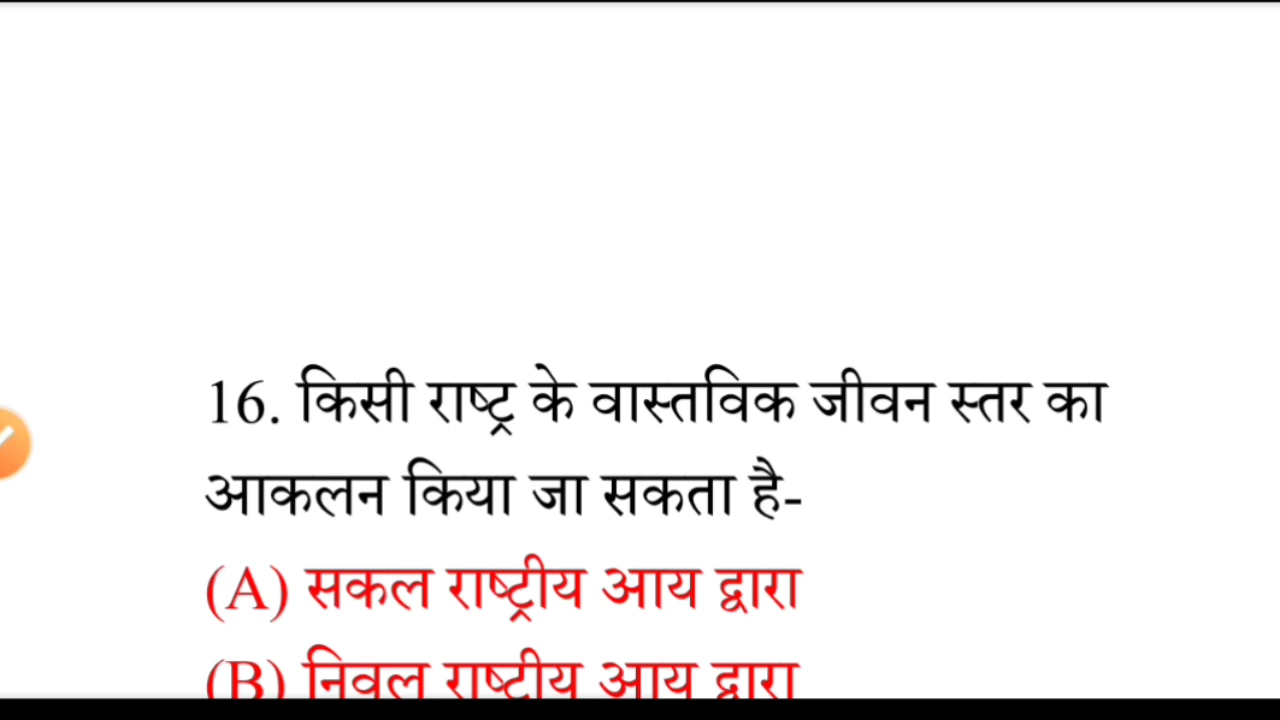 16. किसी राष्ट्र के वास्तविक जीवन स्तर का
आकलन किया जा सकता है-
(A) सकल राष्ट्रीय आय द्वारा
(B) निवल राष्ट्रीय आय द्वारा